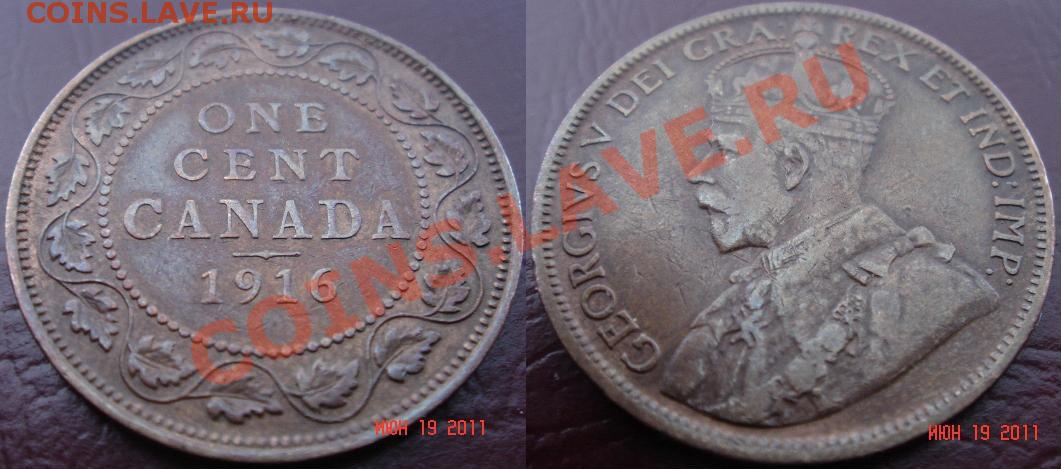 COINS.LAVE.RU
ONE
CENT
CANADA
1916
COINS.LAVE.RU
ИЮН 19 2011
GEORGIVS V DEI GRA: REX ET IND: IMP.
ИЮН 19 2011